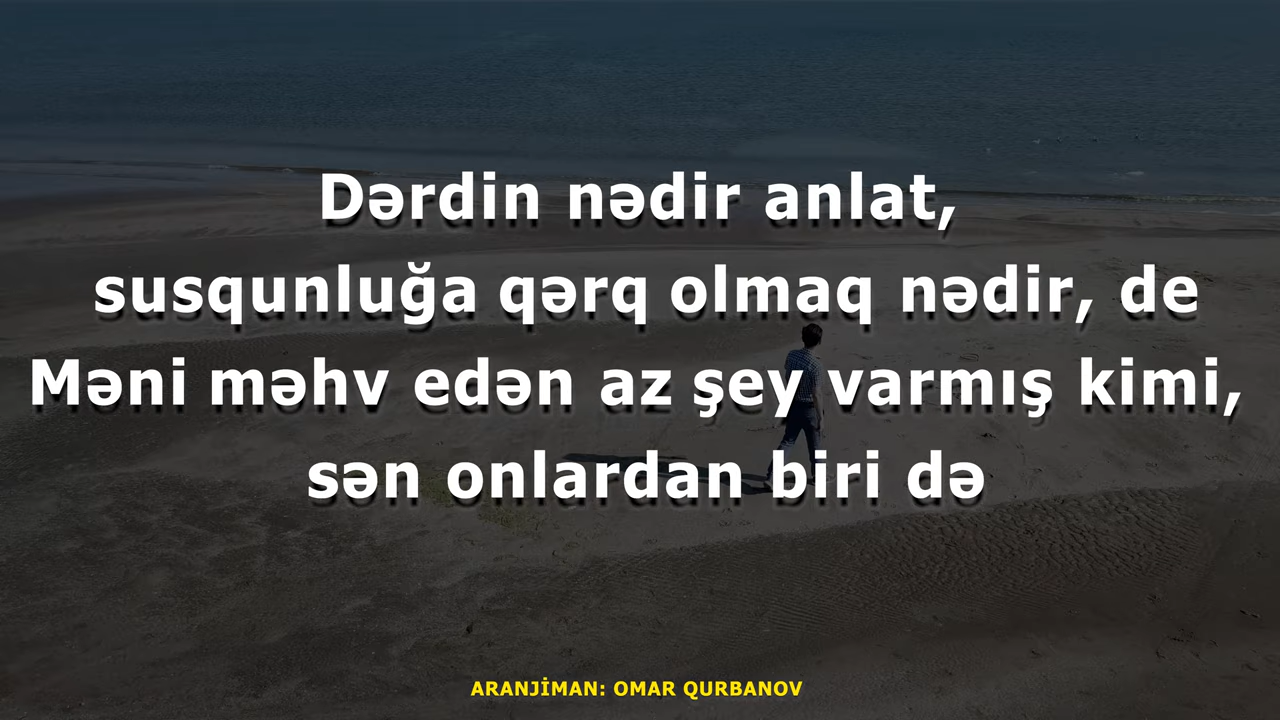 Dərdin nədir anlat,
susqunluğa qərq olmaq nədir, de
Məni məhv edən az şey varmış kimi,
sən onlardan biri də
ARANJİMAN: OMAR QURBANOV